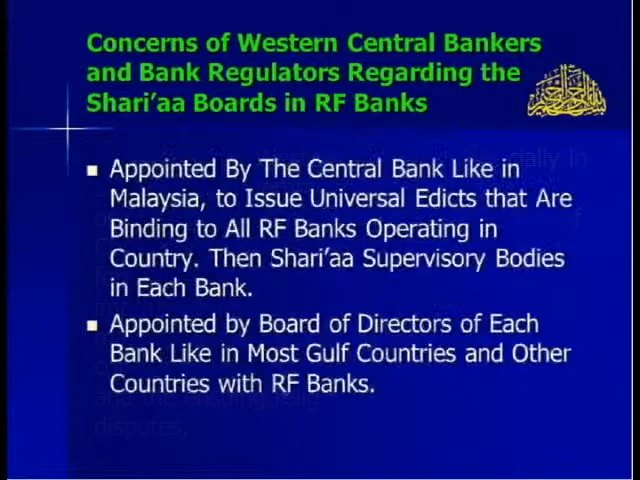 Concerns of Western Central Bankers
and Bank Regulators Regarding the
Shari'aa Boards in RF Banks
Appointed By The Central Bank Like in
Malaysia, to Issue Universal Edicts that Are
Binding to All RF Banks Operating in
Country. Then Shari'aa Supervisory Bodies
in Each Bank.
Appointed by Board of Directors of Each
Bank Like in Most Gulf Countries and Other
Countries with RF Banks.
disputes,